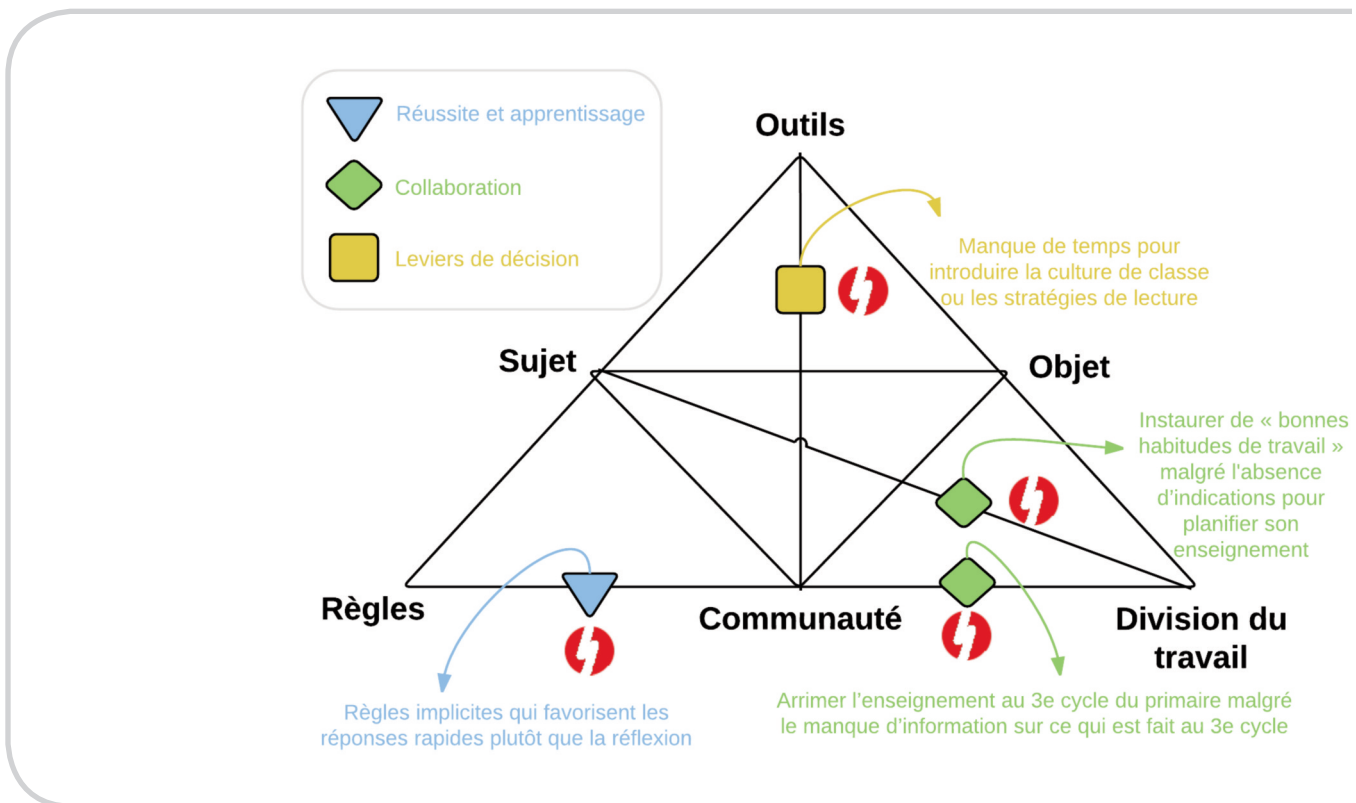 Réussite et apprentissage
Collaboration
Leviers de décision
Outils
Manque de temps pour
introduire la culture de classe
ou les stratégies de lecture
Sujet
Objet
Instaurer de « bonnes
habitudes de travail »
malgré l'absence
d’indications pour
planifier son
enseignement
Règles
Communauté
Division du
travail
Règles implicites qui favorisent les
réponses rapides plutôt que la réflexion
Arrimer l’enseignement au 3e cycle du primaire malgré
le manque d’information sur ce qui est fait au 3e cycle